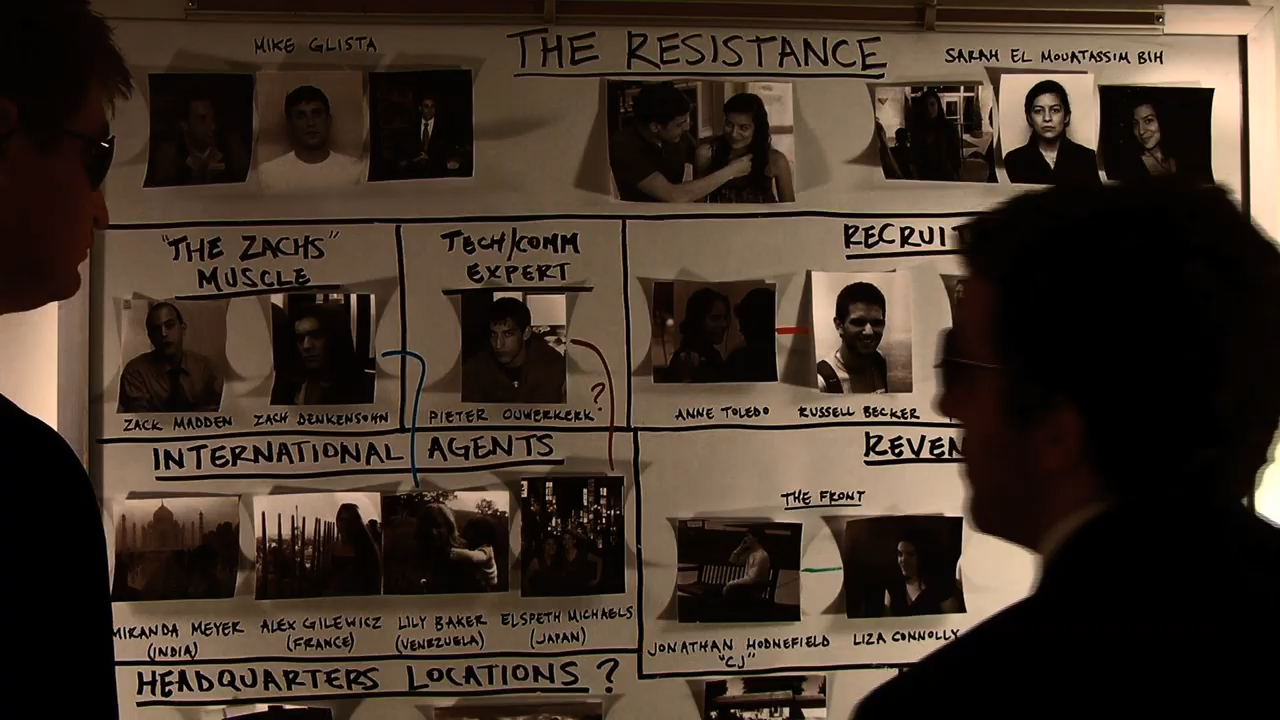 MIKE GLISTA
THE RESISTANCE
SARAH EL MOUATASSIM BIH
"THE ZACHS"
MUSCLE
TECH/COMM
EXPERT
RECRUIT
ZACK MADDEN
ZACH DENKENSOHN
PIETER OUWERKERK
?
ANNE TOLEDO
RUSSELL BECKER
INTERNATIONAL AGENTS
REVEN
THE FRONT
MIRANDA MEYER
(INDIA)
ALEX GILEWICZ
(FRANCE)
LILY BAKER
(VENEZUELA)
ELSPETH MICHAELS
(JAPAN)
JONATHAN HODNEFIELD
"CJ"
LIZA CONNOLLY
HEADQUARTERS LOCATIONS ?